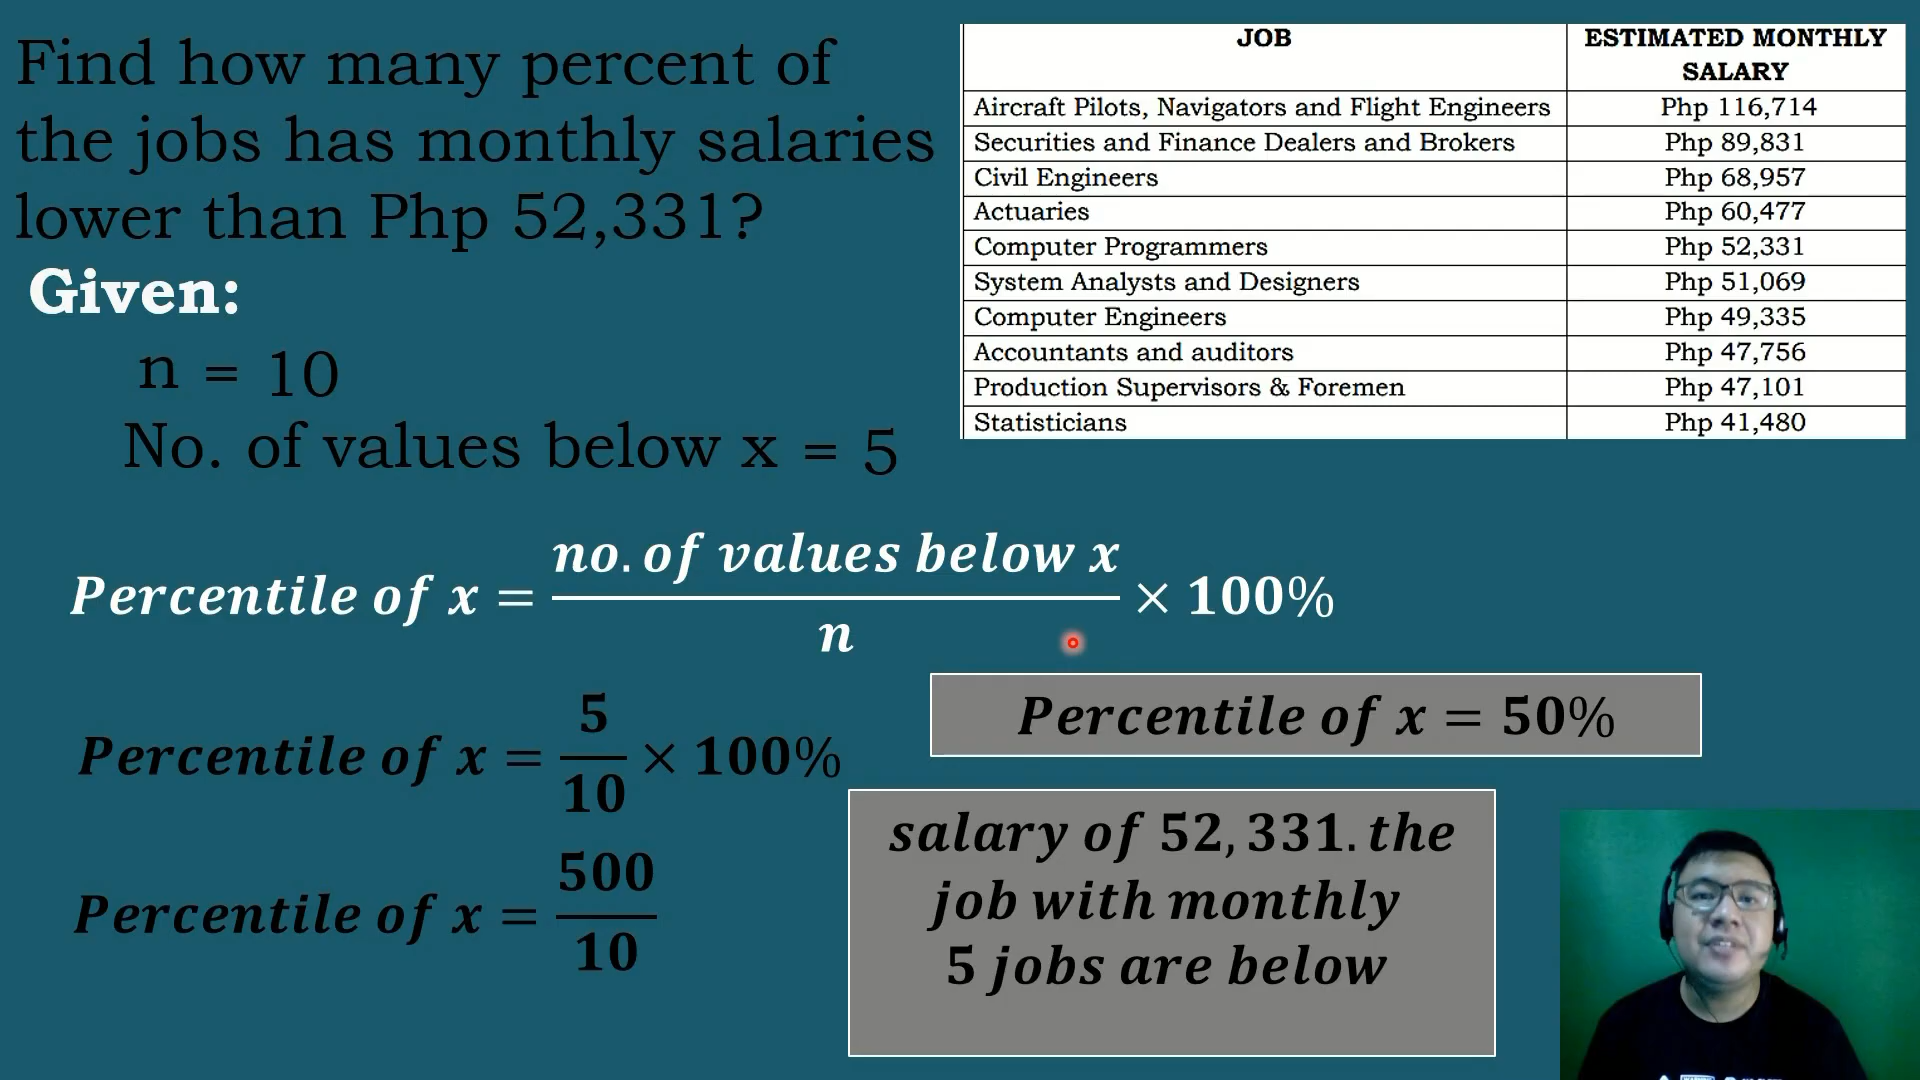 Find how many percent of
the jobs has monthly salaries
lower than Php 52,331?
Given:
n = 10
No. of values below x = 5
JOB ESTIMATED MONTHLY SALARY
Aircraft Pilots, Navigators and Flight Engineers Php 116,714
Securities and Finance Dealers and Brokers Php 89,831
Civil Engineers Php 68,957
Actuaries Php 60,477
Computer Programmers Php 52,331
System Analysts and Designers Php 51,069
Computer Engineers Php 49,335
Accountants and auditors Php 47,756
Production Supervisors & Foremen Php 47,101
Statisticians Php 41,480
Percentile of x = no. of values below x / n × 100%
Percentile of x = 5/10 × 100%
Percentile of x = 500/10
Percentile of x = 50%
salary of 52,331. the
job with monthly
5 jobs are below